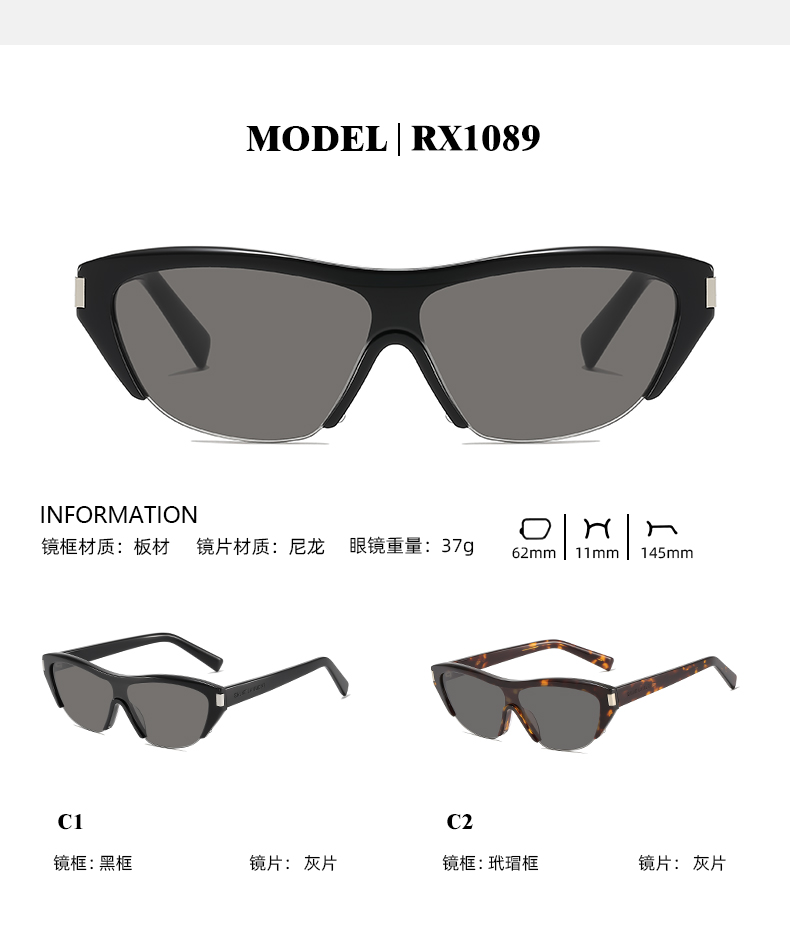 MODEL | RX1089
INFORMATION
镜框材质：板材 镜片材质：尼龙 眼镜重量：37g
62mm 11mm 145mm
C1 C2
镜框：黑框 镜片：灰片 镜框：玳瑁框 镜片：灰片